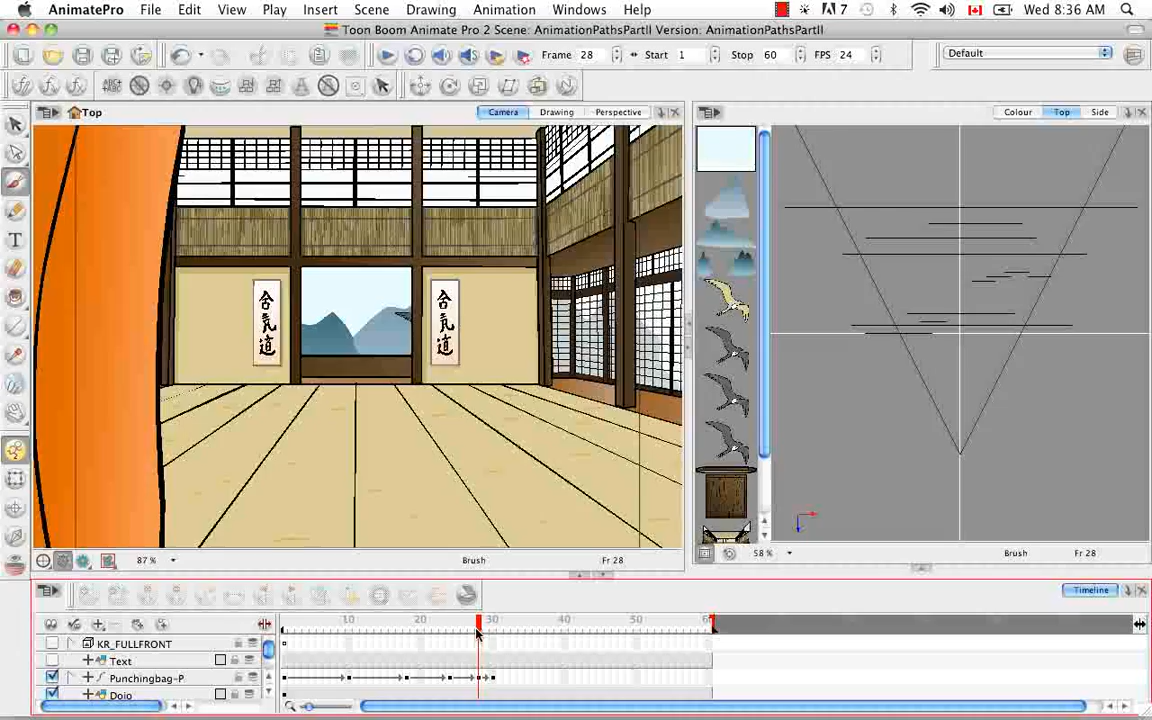 AnimatePro File Edit View Play Insert Scene Drawing Animation Windows Help 7 Wed 8:36 AM
Toon Boom Animate Pro 2 Scene: AnimationPathsPartII Version: AnimationPathsPartII
Frame 28 Start 1 Stop 60 FPS 24 Default
Top Camera Drawing Perspective Colour Top Side
合氣道
合氣道
87% Brush Fr 28 58% Brush Fr 28
Timeline
10 20 30 40 50
KR_FULLFRONT
Text
Punchingbag-P
Dojo